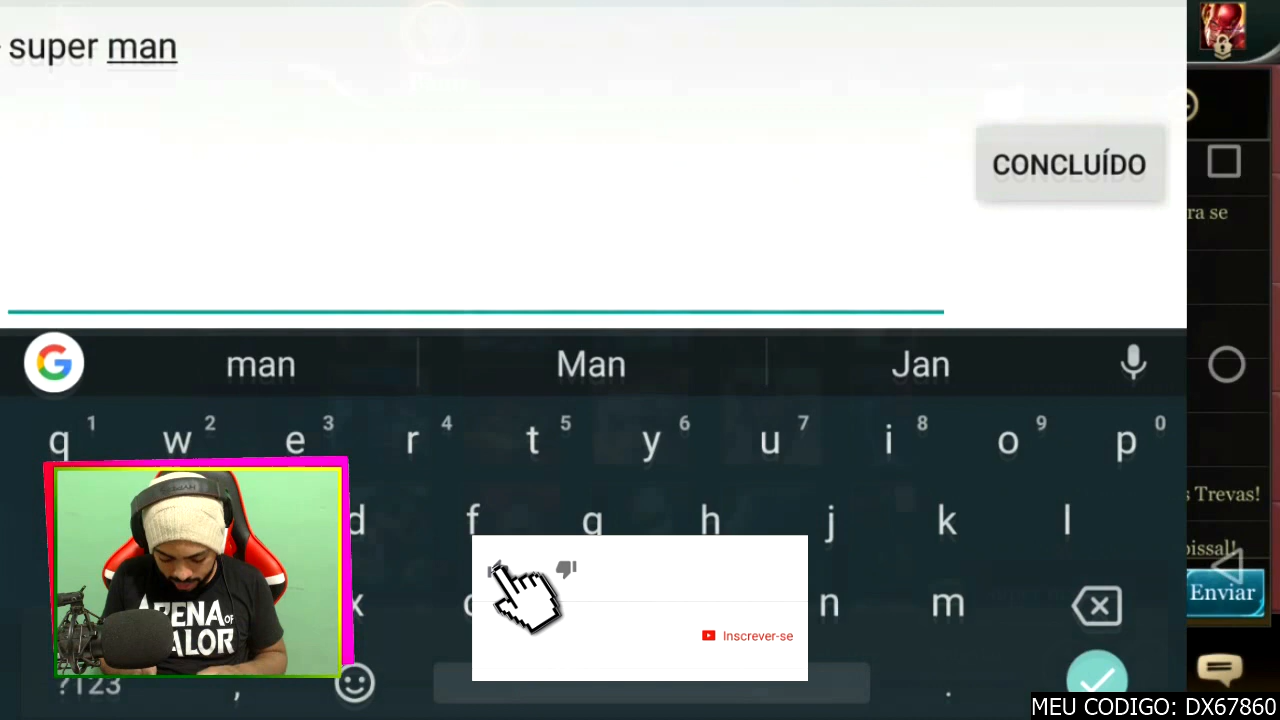 super man
CONCLUÍDO
ra se
man Man Jan
1 2 3 4 5 6 7 8 9 0
q w e r t y u i o p
d f g h j k l
s Trevas!
ARENA OF
VALOR
x c n m
issal!
Enviar
Inscrever-se
?123 , .
MEU CODIGO: DX67860